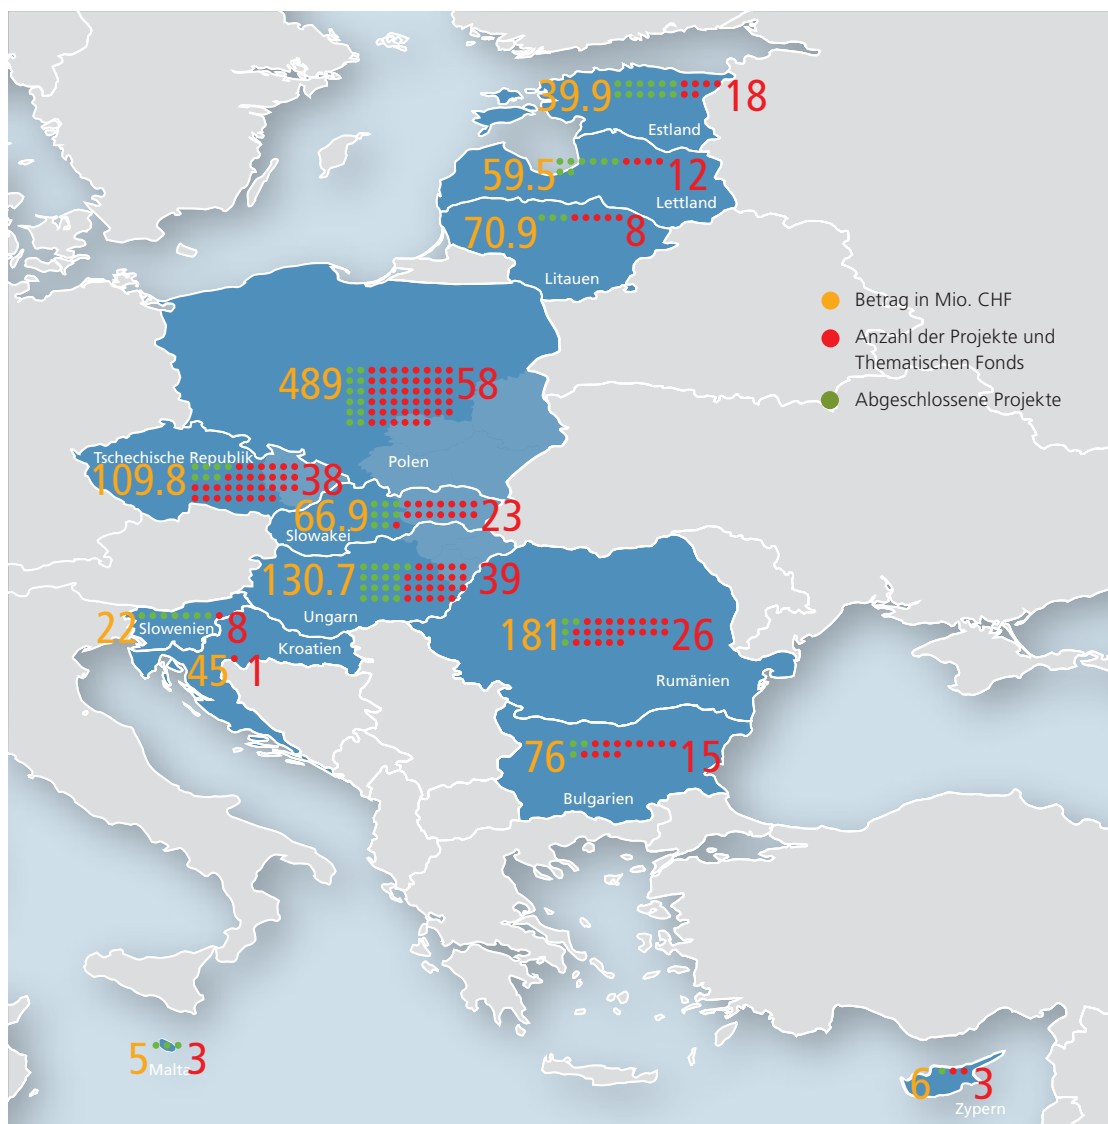 39.9 18
Estland
59.5 12
Lettland
70.9 8
Litauen
Betrag in Mio. CHF
Anzahl der Projekte und
Thematischen Fonds
Abgeschlossene Projekte
489 58
Polen
Tschechische Republik
109.8 38
66.9 23
Slowakei
130.7 39
Ungarn
22 8
Slowenien
Kroatien
45 1
181 26
Rumänien
76 15
Bulgarien
5 3
Malta
6 3
Zypern